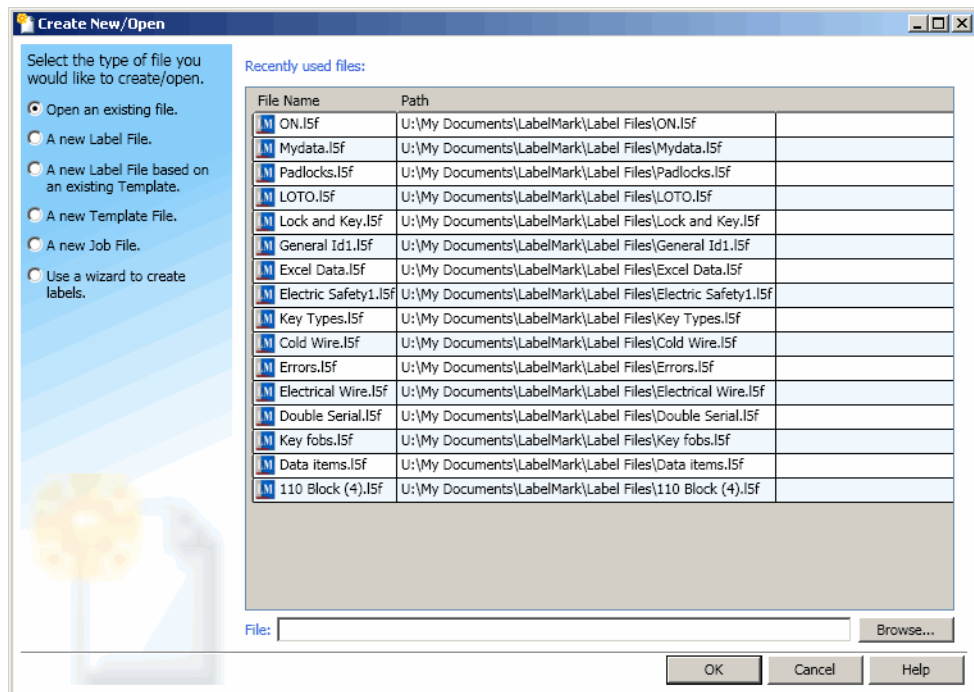 Create New/Open
Select the type of file you
would like to create/open.
Open an existing file.
A new Label File.
A new Label File based on
an existing Template.
A new Template File.
A new Job File.
Use a wizard to create
labels.
Recently used files:
File Name Path
ON.l5f U:\My Documents\LabelMark\Label Files\ON.l5f
Mydata.l5f U:\My Documents\LabelMark\Label Files\Mydata.l5f
Padlocks.l5f U:\My Documents\LabelMark\Label Files\Padlocks.l5f
LOTO.l5f U:\My Documents\LabelMark\Label Files\LOTO.l5f
Lock and Key.l5f U:\My Documents\LabelMark\Label Files\Lock and Key.l5f
General Id1.l5f U:\My Documents\LabelMark\Label Files\General Id1.l5f
Excel Data.l5f U:\My Documents\LabelMark\Label Files\Excel Data.l5f
Electric Safety1.l5f U:\My Documents\LabelMark\Label Files\Electric Safety1.l5f
Key Types.l5f U:\My Documents\LabelMark\Label Files\Key Types.l5f
Cold Wire.l5f U:\My Documents\LabelMark\Label Files\Cold Wire.l5f
Errors.l5f U:\My Documents\LabelMark\Label Files\Errors.l5f
Electrical Wire.l5f U:\My Documents\LabelMark\Label Files\Electrical Wire.l5f
Double Serial.l5f U:\My Documents\LabelMark\Label Files\Double Serial.l5f
Key fobs.l5f U:\My Documents\LabelMark\Label Files\Key fobs.l5f
Data items.l5f U:\My Documents\LabelMark\Label Files\Data items.l5f
110 Block (4).l5f U:\My Documents\LabelMark\Label Files\110 Block (4).l5f
File: Browse...
OK Cancel Help